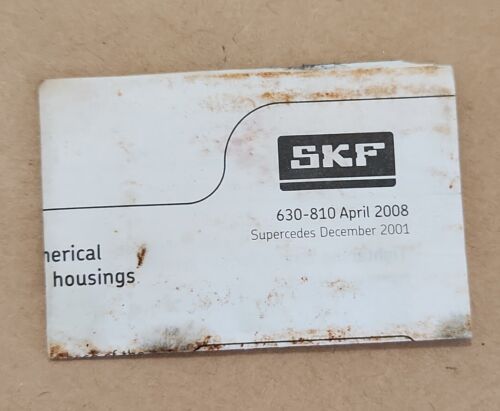 SKF
630-810 April 2008
Supercedes December 2001
herical
housings